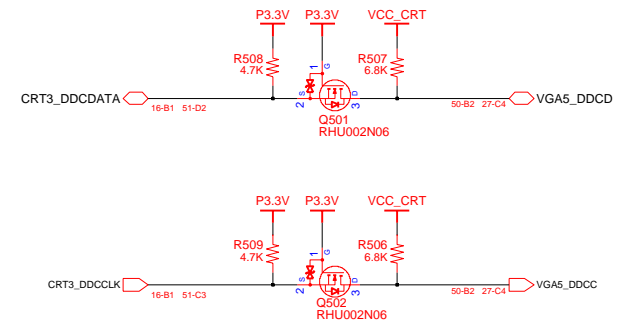 P3.3V P3.3V VCC_CRT
R508
4.7K
R507
6.8K
1
G
CRT3_DDCDATA
16-B1 51-D2
S
2
D
3
50-B2 27-C4
VGA5_DDCD
Q501
RHU002N06
P3.3V P3.3V VCC_CRT
R509
4.7K
R506
6.8K
1
G
CRT3_DDCCLK
16-B1 51-C3
S
2
D
3
50-B2 27-C4
VGA5_DDCC
Q502
RHU002N06